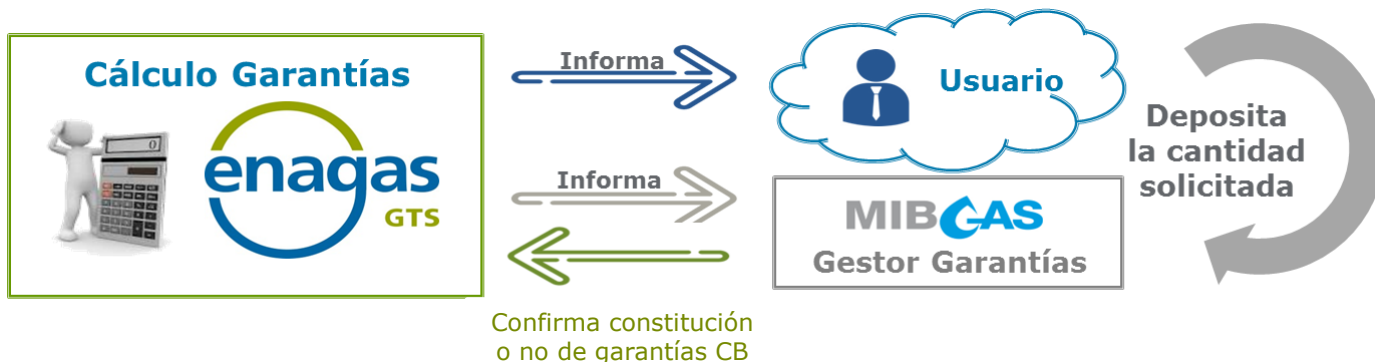 Cálculo Garantías
0
enagas
GTS
Informa
Usuario
Deposita
la cantidad
solicitada
Informa
MIBGAS
Gestor Garantías
Confirma constitución
o no de garantías CB